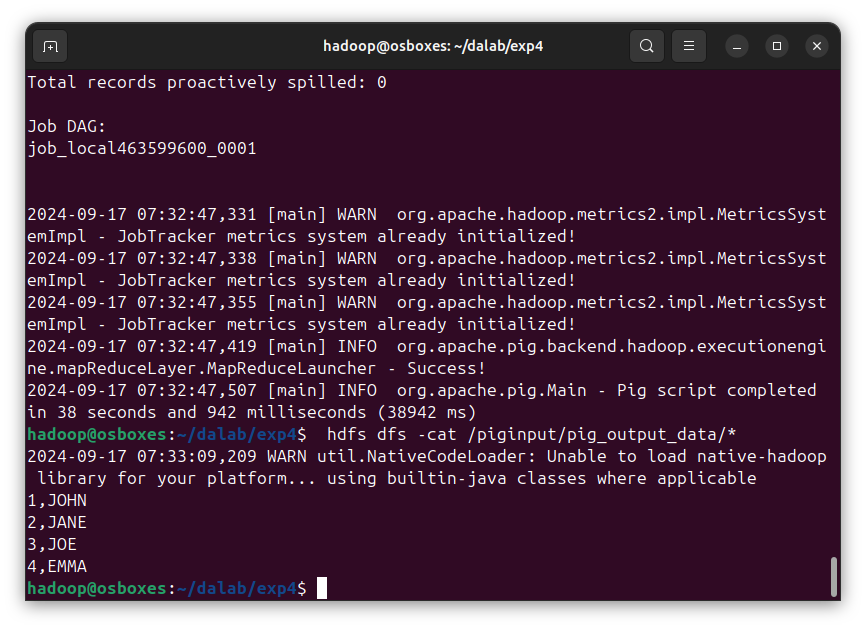 hadoop@osboxes: ~/dalab/exp4
Total records proactively spilled: 0
Job DAG:
job_local463599600_0001
2024-09-17 07:32:47,331 [main] WARN  org.apache.hadoop.metrics2.impl.MetricsSyst
emImpl - JobTracker metrics system already initialized!
2024-09-17 07:32:47,338 [main] WARN  org.apache.hadoop.metrics2.impl.MetricsSyst
emImpl - JobTracker metrics system already initialized!
2024-09-17 07:32:47,355 [main] WARN  org.apache.hadoop.metrics2.impl.MetricsSyst
emImpl - JobTracker metrics system already initialized!
2024-09-17 07:32:47,419 [main] INFO  org.apache.pig.backend.hadoop.executionengi
ne.mapReduceLayer.MapReduceLauncher - Success!
2024-09-17 07:32:47,507 [main] INFO  org.apache.pig.Main - Pig script completed
in 38 seconds and 942 milliseconds (38942 ms)
hadoop@osboxes:~/dalab/exp4$  hdfs dfs -cat /piginput/pig_output_data/*
2024-09-17 07:33:09,209 WARN util.NativeCodeLoader: Unable to load native-hadoop
 library for your platform... using builtin-java classes where applicable
1,JOHN
2,JANE
3,JOE
4,EMMA
hadoop@osboxes:~/dalab/exp4$